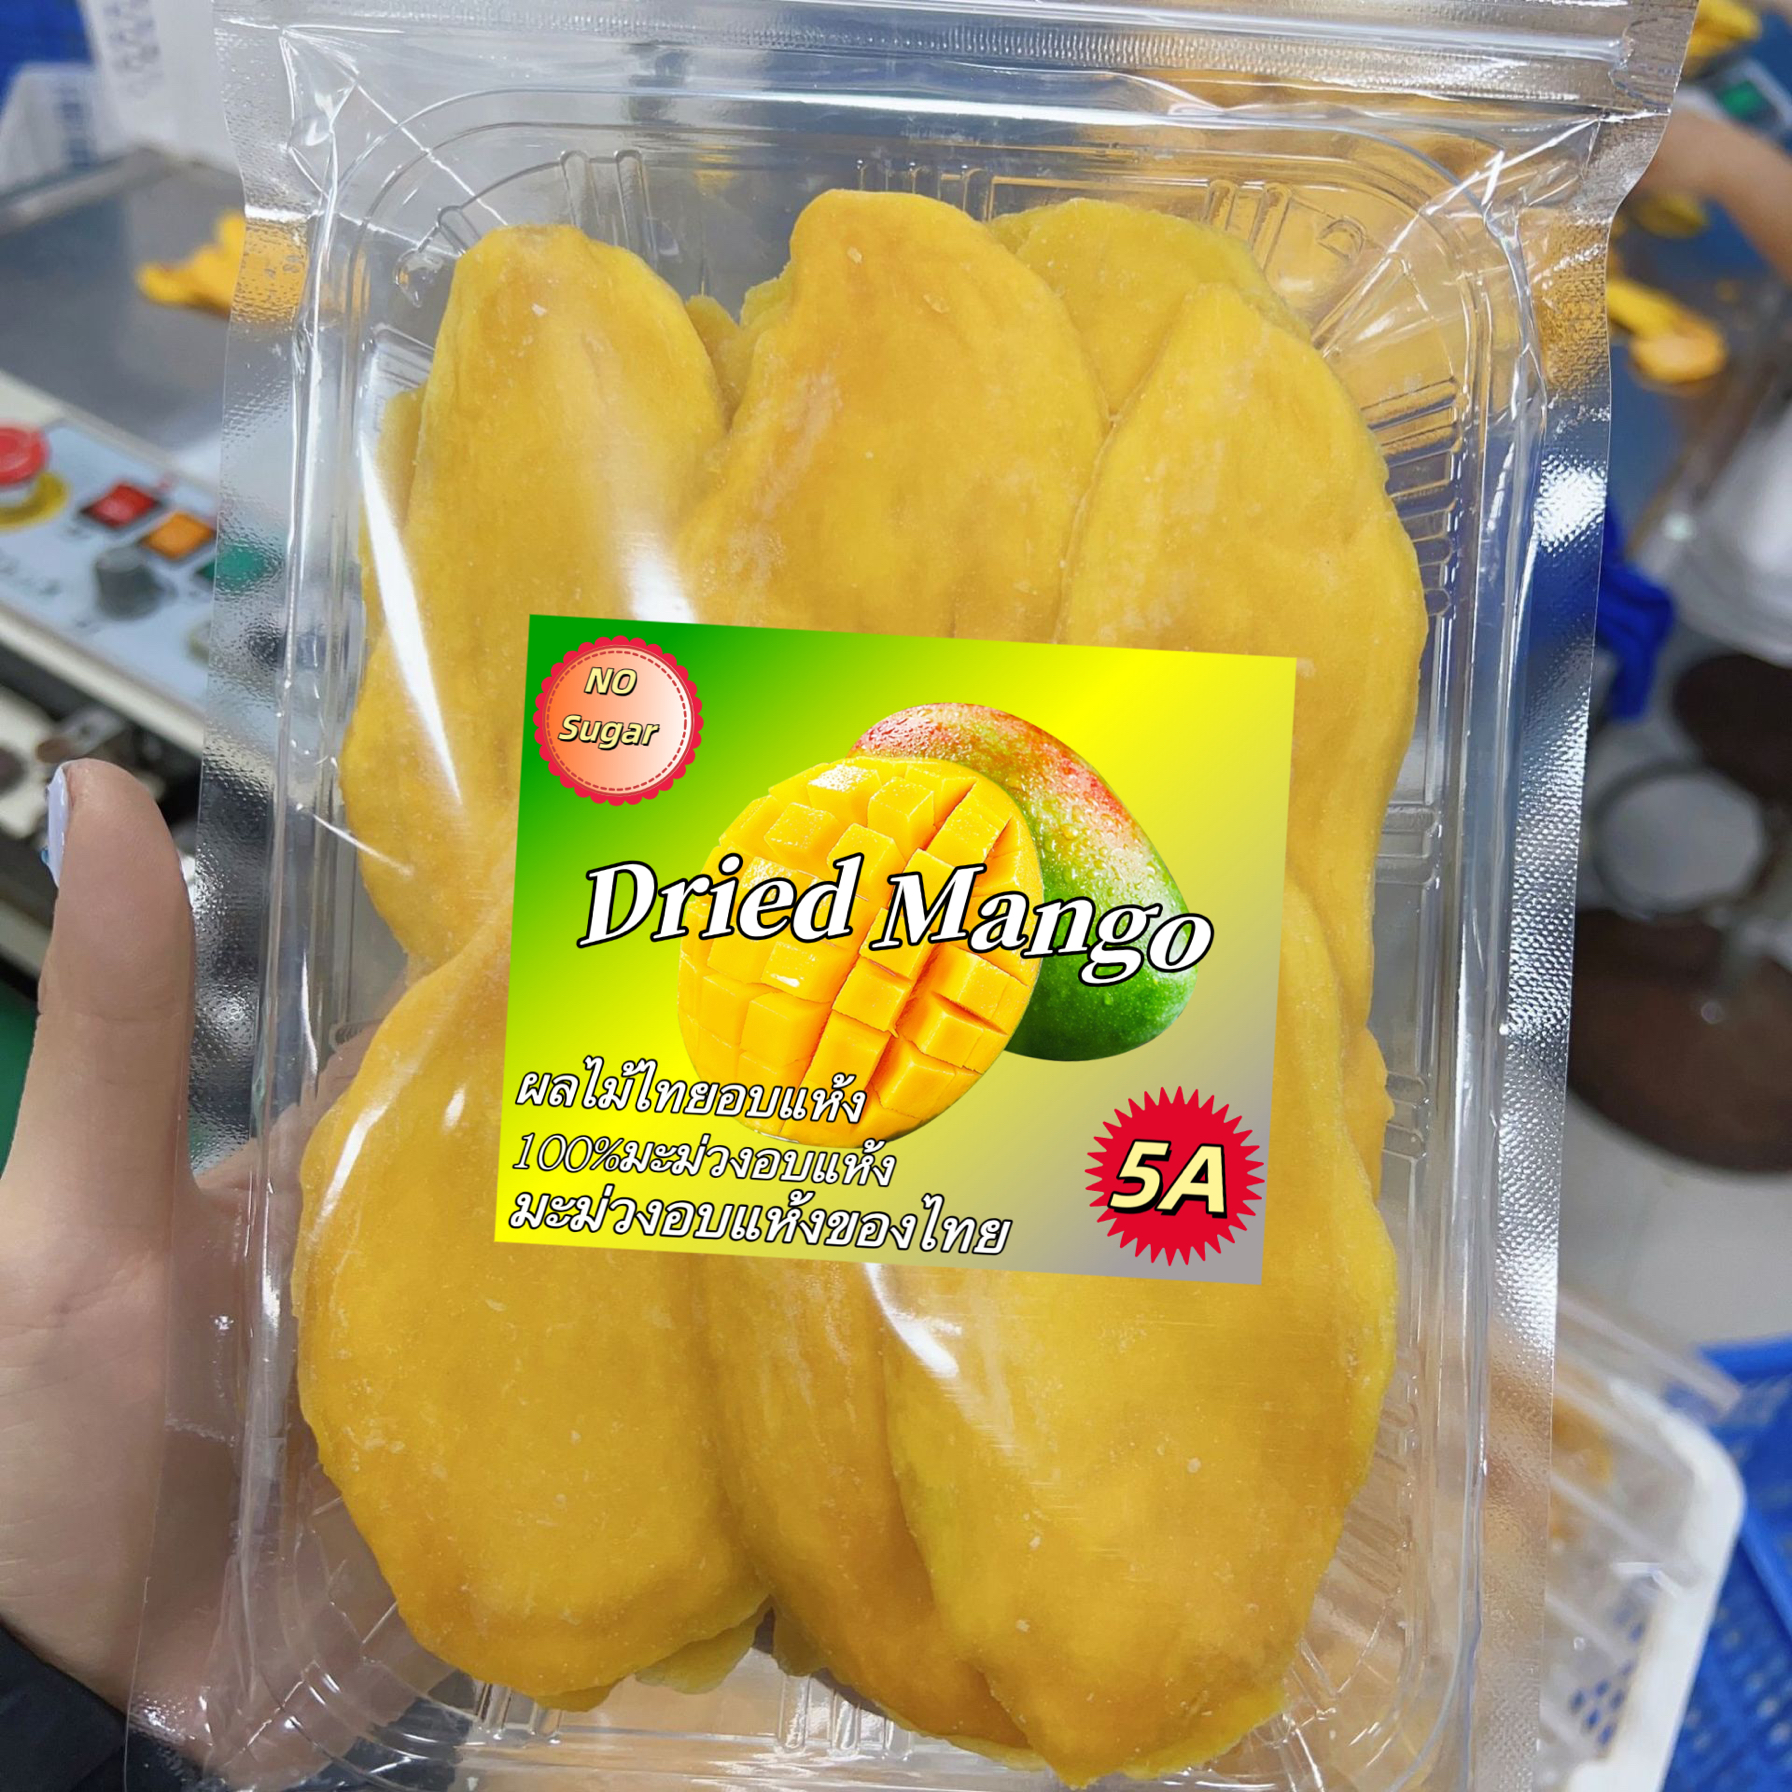 NO
Sugar
Dried Mango
ผลไม้ไทยอบแห้ง
100%มะม่วงอบแห้ง
มะม่วงอบแห้งของไทย
5A